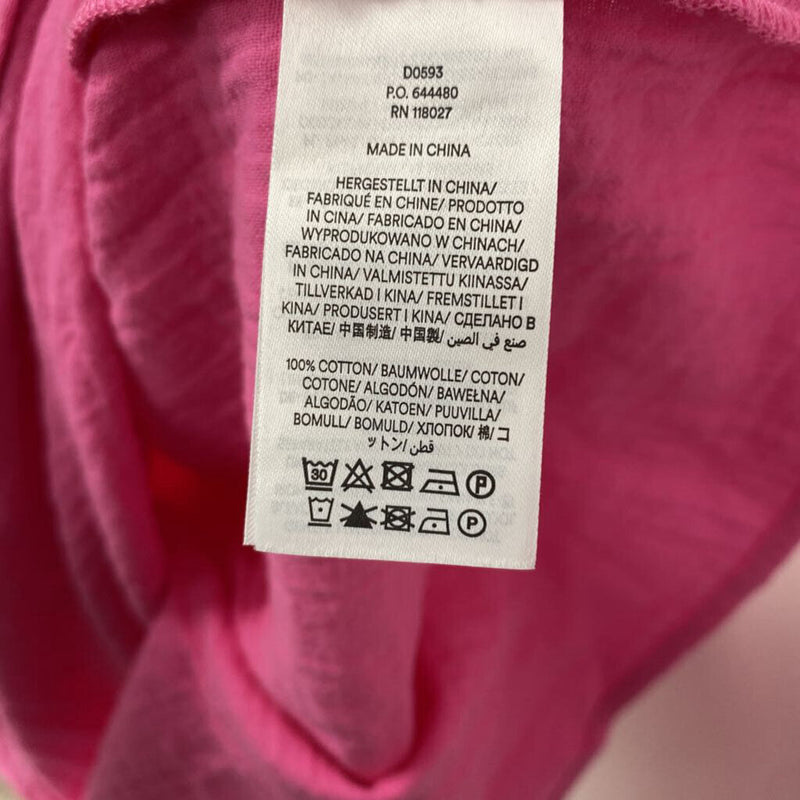 D0593
P.O. 644480
RN 118027
MADE IN CHINA
HERGESTELLT IN CHINA/
FABRIQUÉ EN CHINE/ PRODOTTO
IN CINA/ FABRICADO EN CHINA/
WYPRODUKOWANO W CHINACH/
FABRICADO NA CHINA/ VERVAARDIGD
IN CHINA/ VALMISTETTU KIINASSA/
TILLVERKAD I KINA/ FREMSTILLET I
KINA/ PRODUSERT I KINA/ СДЕЛАНО В
КИТАЕ/ 中国制造/ 中国製/ صنع في الصين
100% COTTON/ BAUMWOLLE/ COTON/
COTONE/ ALGODÓN/ BAWEŁNA/
ALGODÃO/ KATOEN/ PUUVILLA/
BOMULL/ BOMULD/ ХЛОПОК/ 棉/ コ
ットン/ قطن
30 P
P